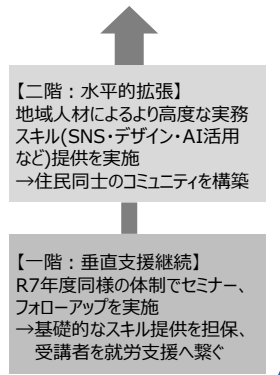 【二階：水平的拡張】
地域人材によるより高度な実務
スキル(SNS・デザイン・AI活用
など)提供を実施
→住民同士のコミュニティを構築
【一階：垂直支援継続】
R7年度同様の体制でセミナー、
フォローアップを実施
→基礎的なスキル提供を担保、
受講者を就労支援へ繋ぐ